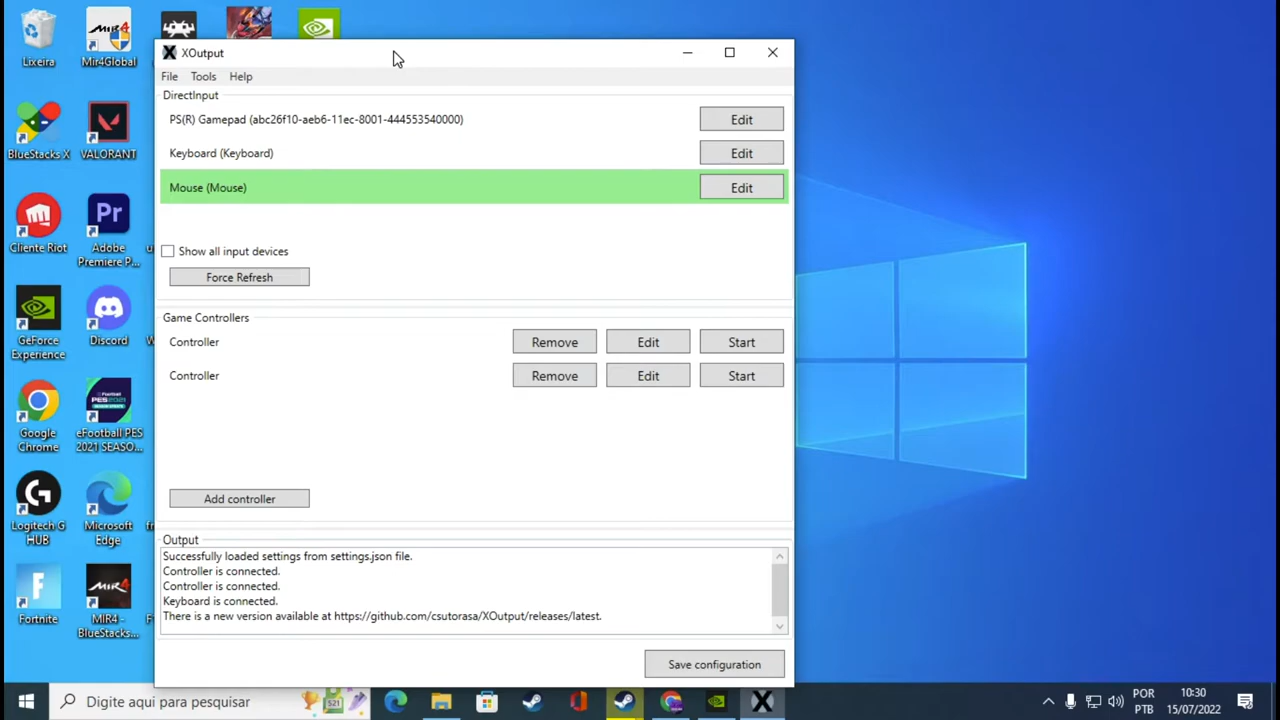 Lixeira
Mir4Global
XOutput
File Tools Help
DirectInput
PS(R) Gamepad (abc26f10-aeb6-11ec-8001-444553540000)
Edit
Keyboard (Keyboard)
Edit
Mouse (Mouse)
Edit
Show all input devices
Force Refresh
Game Controllers
Controller
Remove
Edit
Start
Controller
Remove
Edit
Start
Add controller
Output
Successfully loaded settings from settings.json file.
Controller is connected.
Controller is connected.
Keyboard is connected.
There is a new version available at https://github.com/csutorasa/XOutput/releases/latest.
Save configuration
BlueStacks X
VALORANT
Cliente Riot
Pr
Adobe
Premiere P...
GeForce
Experience
Discord
Google
Chrome
eFootball PES
2021 SEASO...
Logitech G
HUB
Microsoft
Edge
Fortnite
MIR4 -
BlueStacks...
Digite aqui para pesquisar
POR
PTB
10:30
15/07/2022